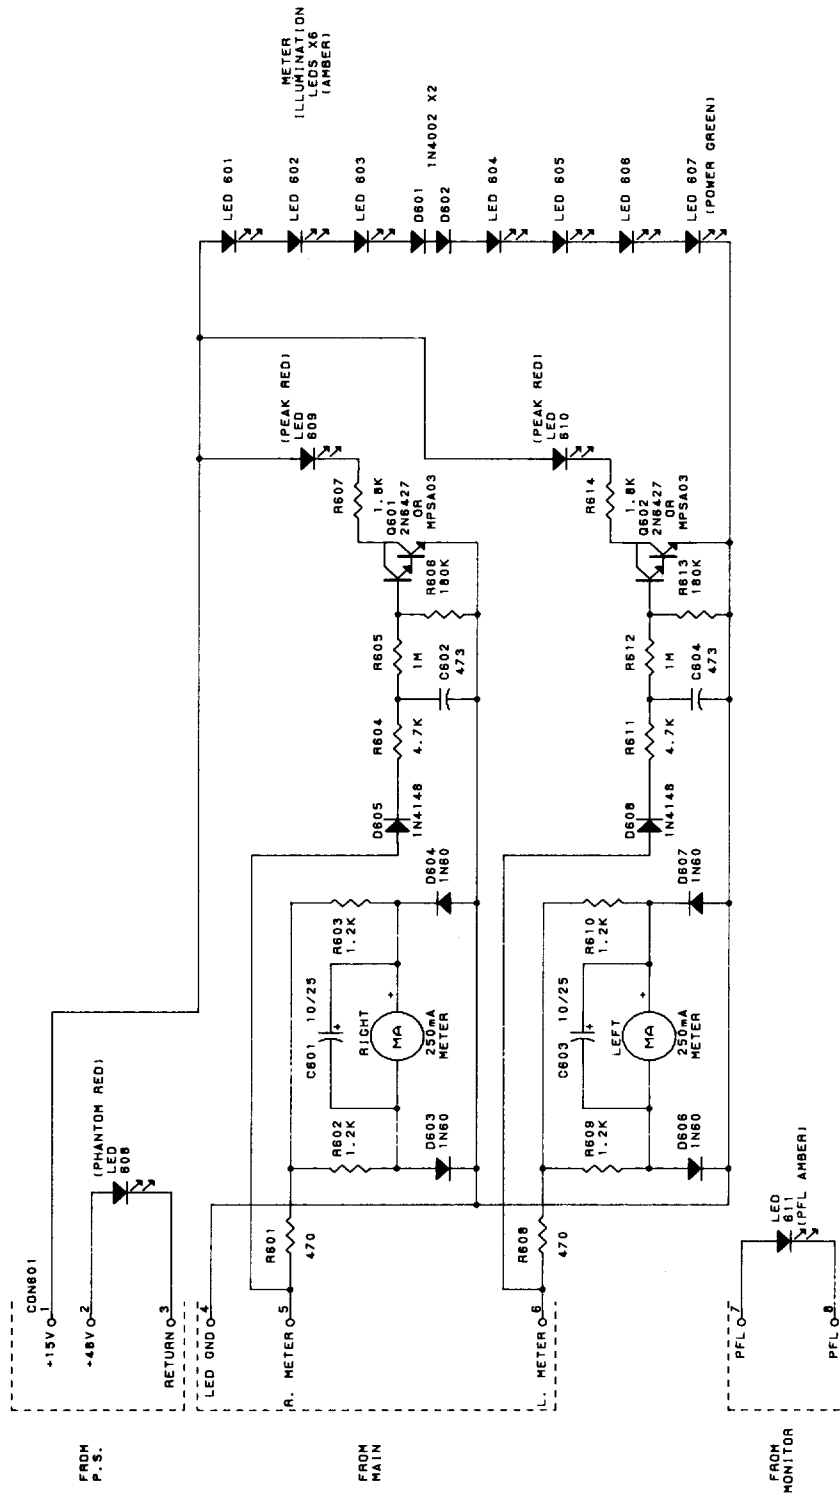 METER
ILLUMINATION
LEDS X6
(AMBER)
LED 601
LED 602
LED 603
D601
D602
1N4002 X2
LED 604
LED 605
LED 606
LED 607
(POWER GREEN)
(PEAK RED)
LED
609
R607
1.8K
Q601
2N6427
OR
MPSA03
R606
180K
R605
1M
C602
473
R604
4.7K
D605
1N4148
(PEAK RED)
LED
610
R614
1.8K
Q602
2N6427
OR
MPSA03
R613
180K
R612
1M
C604
473
R611
4.7K
D608
1N4148
D604
1N60
R603
1.2K
C601
10/25
+
+
RIGHT
MA
250mA
METER
R602
1.2K
D603
1N60
R601
470
D607
1N60
R610
1.2K
C603
10/25
+
+
LEFT
MA
250mA
METER
R609
1.2K
D606
1N60
R608
470
(PHANTOM RED)
LED
608
LED
611
(PFL AMBER)
CON601
+15V 1
+48V 2
RETURN 3
LED GND 4
R. METER 5
L. METER 6
PFL 7
PFL 8
FROM
P.S.
FROM
MAIN
FROM
MONITOR